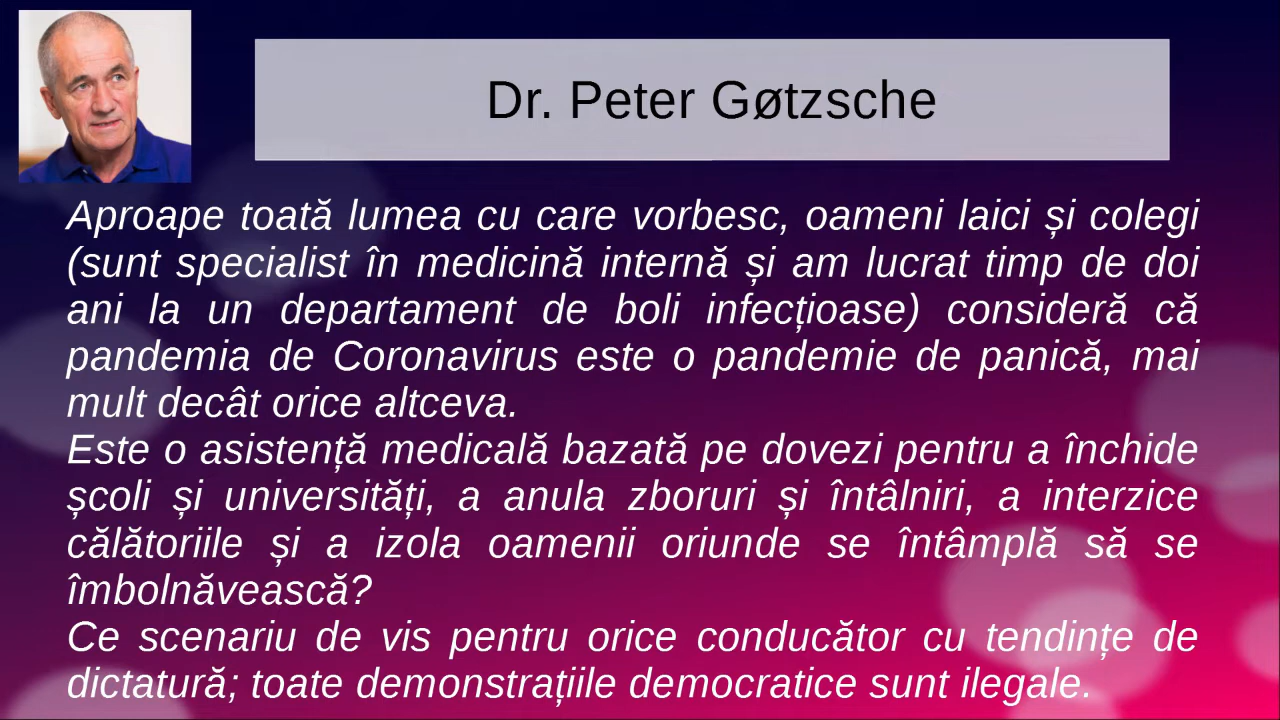 Dr. Peter Gøtzsche
Aproape toată lumea cu care vorbesc, oameni laici și colegi
(sunt specialist în medicină internă și am lucrat timp de doi
ani la un departament de boli infecțioase) consideră că
pandemia de Coronavirus este o pandemie de panică, mai
mult decât orice altceva.
Este o asistență medicală bazată pe dovezi pentru a închide
școli și universități, a anula zboruri și întâlniri, a interzice
călătoriile și a izola oamenii oriunde se întâmplă să se
îmbolnăvească?
Ce scenariu de vis pentru orice conducător cu tendințe de
dictatură; toate demonstrațiile democratice sunt ilegale.